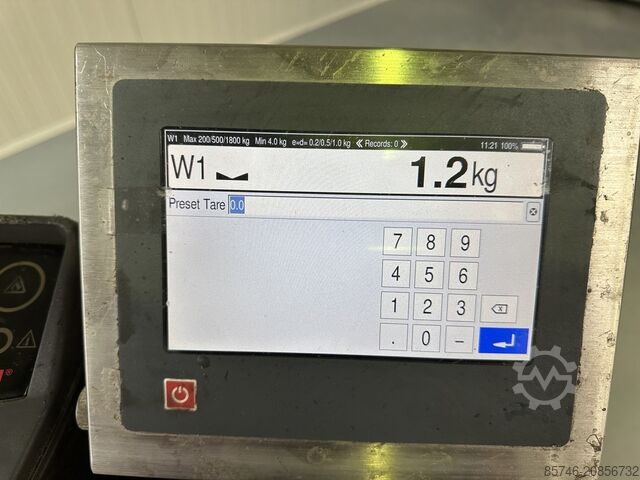 W1 Max 200/500/1800 kg Min 4.0 kg e=d= 0.2/0.5/1.0 kg ≪ Records: 0 ≫ 11:21 100%
W1 1.2 kg
Preset Tare 0.0
7 8 9
4 5 6
1 2 3
. 0 –
85746-20856732